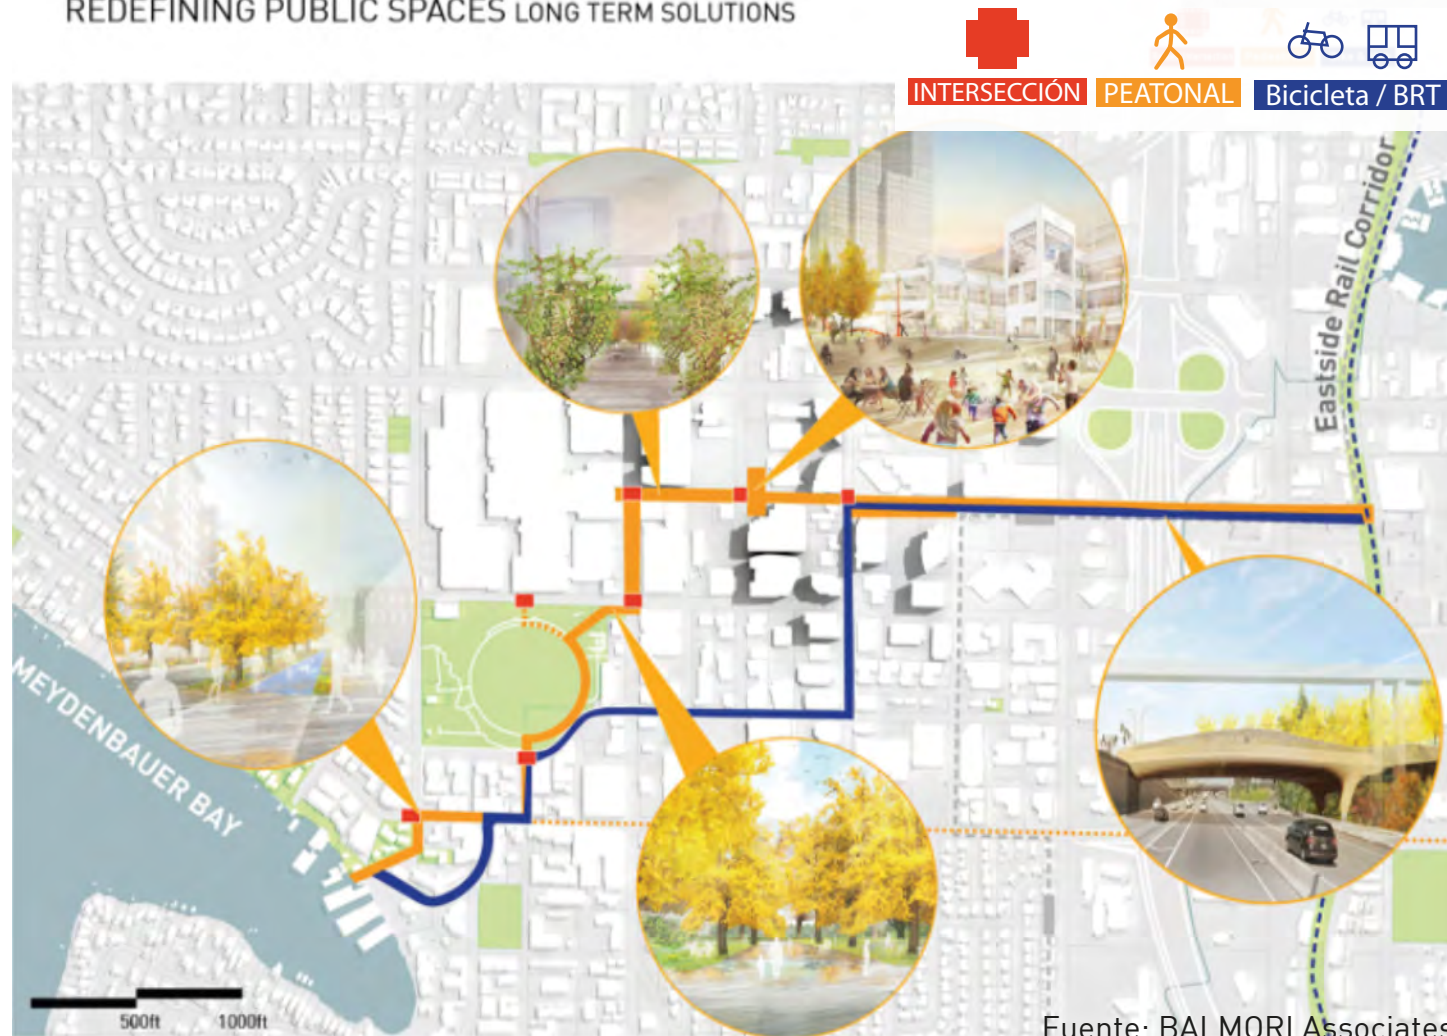 REDEFINING PUBLIC SPACES LONG TERM SOLUTIONS
INTERSECCIÓN
PEATONAL
Bicicleta / BRT
Eastside Rail Corridor
MEYDENBAUER BAY
500ft
1000ft
Fuente: BALMORI Associates